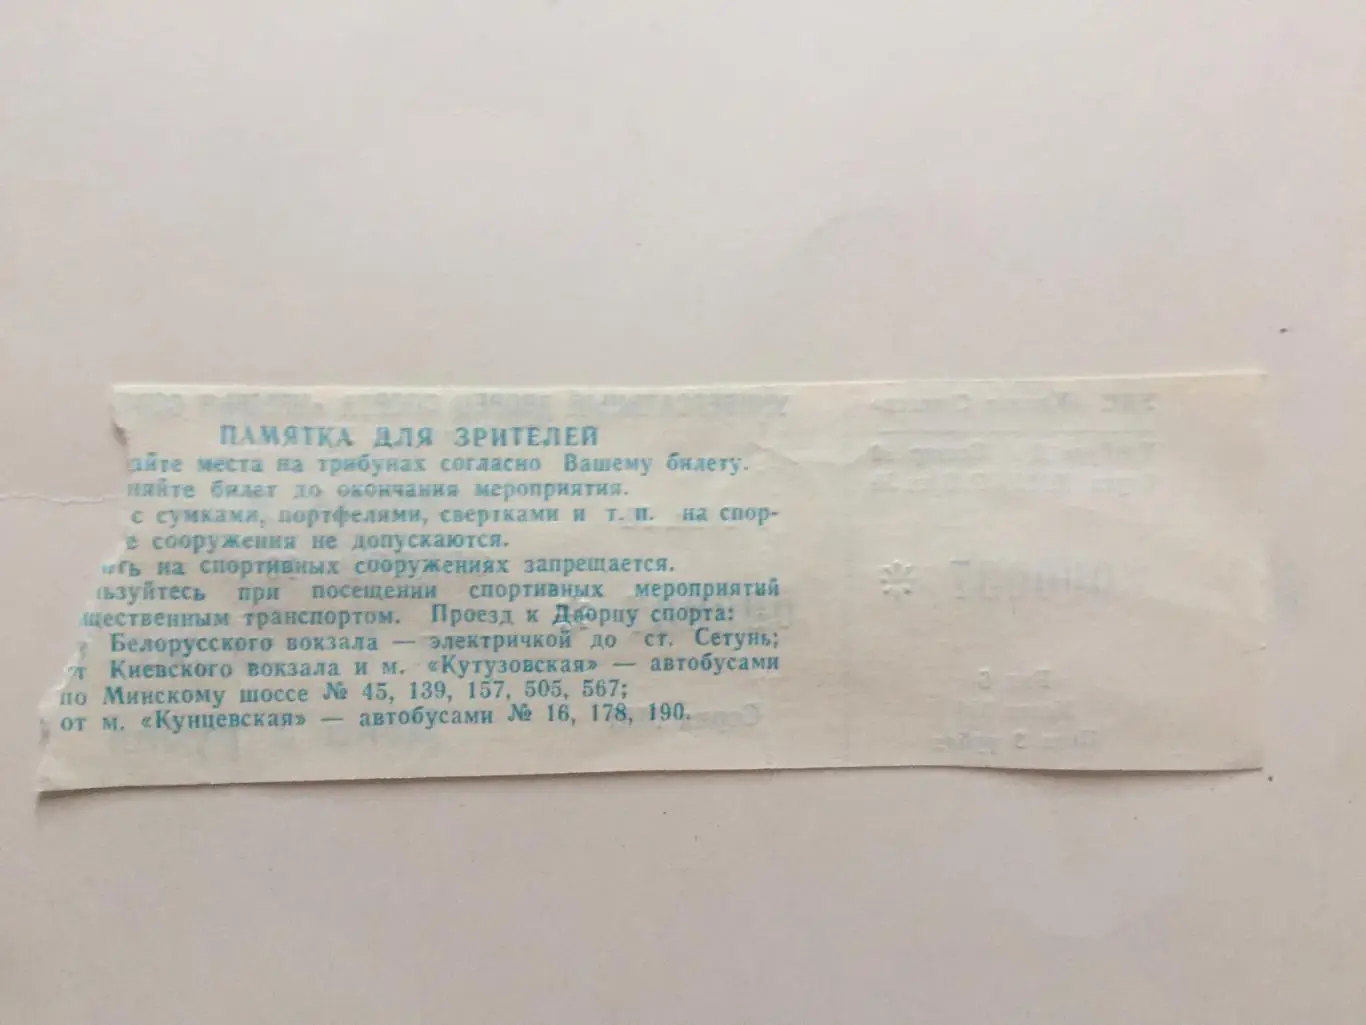 ПАМЯТКА ДЛЯ ЗРИТЕЛЕЙ
айте места на трибунах согласно Вашему билету.
няйте билет до окончания мероприятия.
с сумками, портфелями, свертками и т. п. на спор-
е сооружения не допускаются.
ть на спортивных сооружениях запрещается.
льзуйтесь при посещении спортивных мероприятий
щественным транспортом. Проезд к Дворцу спорта:
Белорусского вокзала — электричкой до ст. Сетунь;
т Киевского вокзала и м. «Кутузовская» — автобусами
по Минскому шоссе № 45, 139, 157, 505, 567;
от м. «Кунцевская» — автобусами № 16, 178, 190.